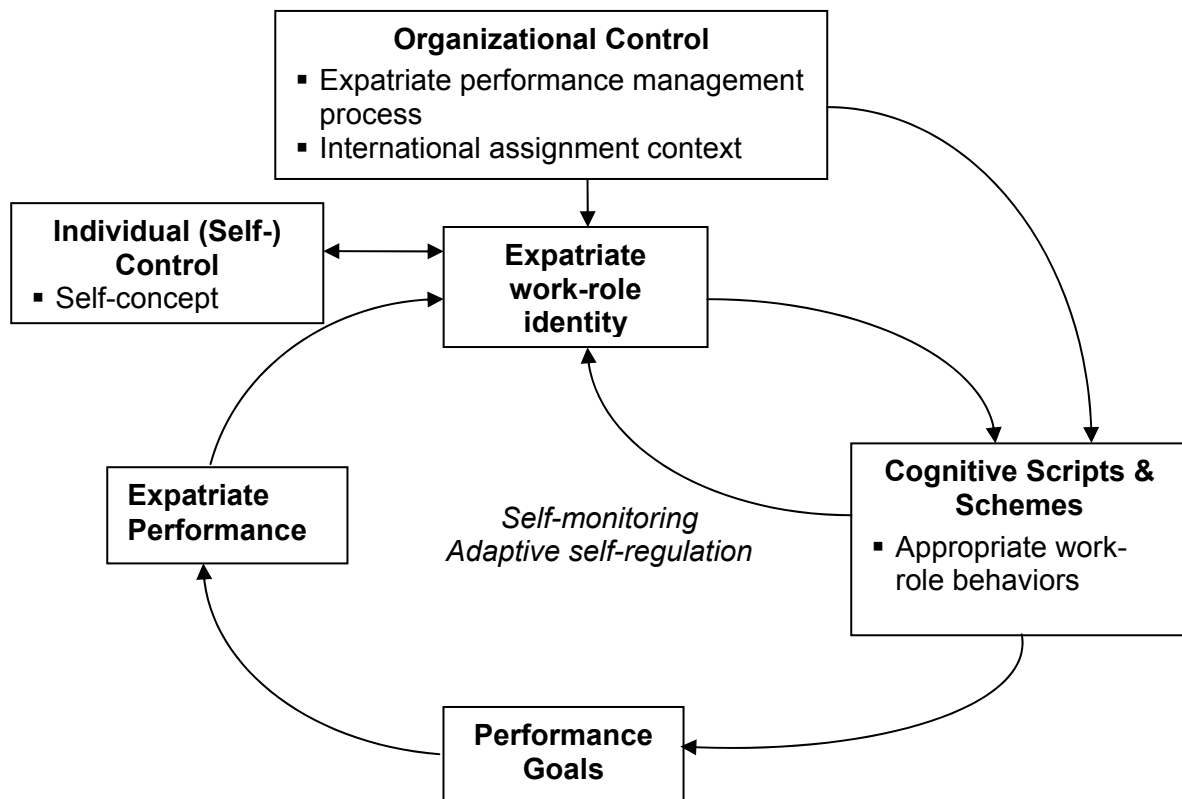 Organizational Control
▪ Expatriate performance management
process
▪ International assignment context
Individual (Self-)
Control
▪ Self-concept
Expatriate
work-role
identity
Cognitive Scripts &
Schemes
▪ Appropriate work-
role behaviors
Expatriate
Performance
Self-monitoring
Adaptive self-regulation
Performance
Goals